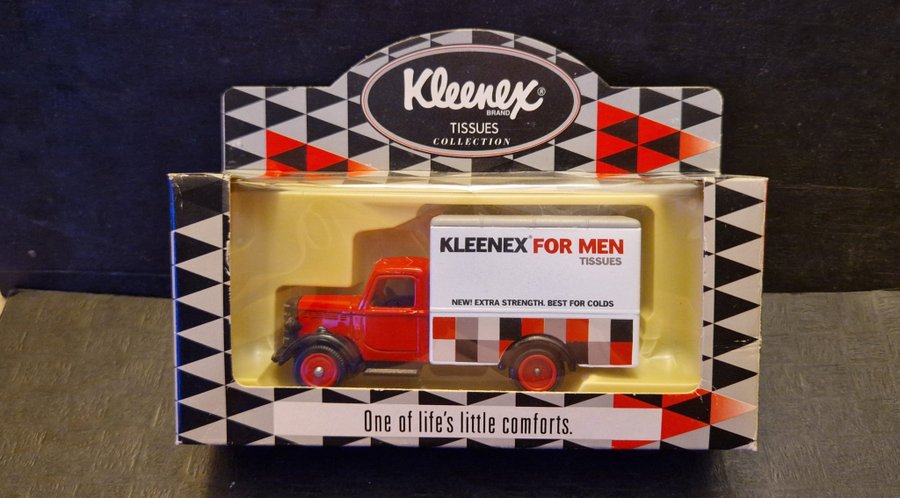 Kleenex®
BRAND
TISSUES
COLLECTION
KLEENEX® FOR MEN
TISSUES
NEW! EXTRA STRENGTH. BEST FOR COLDS
One of life's little comforts.